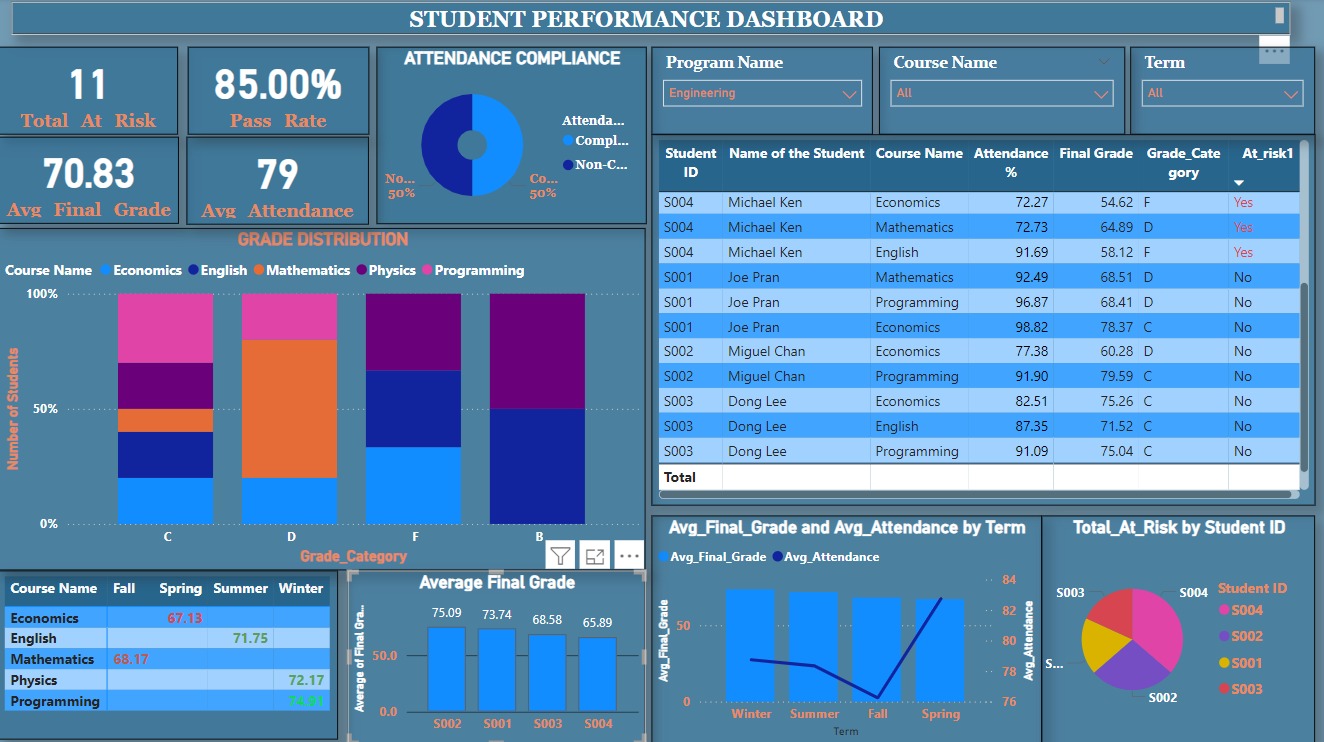 STUDENT PERFORMANCE DASHBOARD
11
Total At Risk
85.00%
Pass Rate
70.83
Avg Final Grade
79
Avg Attendance
ATTENDANCE COMPLIANCE
Attenda...
Compl...
Non-C...
No...
50%
Co...
50%
Program Name
Engineering
Course Name
All
Term
All
GRADE DISTRIBUTION
Course Name Economics English Mathematics Physics Programming
Number of Students
100%
50%
0%
C D F B
Grade_Category
Student ID Name of the Student Course Name Attendance % Final Grade Grade_Category At_risk1
S004 Michael Ken Economics 72.27 54.62 F Yes
S004 Michael Ken Mathematics 72.73 64.89 D Yes
S004 Michael Ken English 91.69 58.12 F Yes
S001 Joe Pran Mathematics 92.49 68.51 D No
S001 Joe Pran Programming 96.87 68.41 D No
S001 Joe Pran Economics 98.82 78.37 C No
S002 Miguel Chan Economics 77.38 60.28 D No
S002 Miguel Chan Programming 91.90 79.59 C No
S003 Dong Lee Economics 82.51 75.26 C No
S003 Dong Lee English 87.35 71.52 C No
S003 Dong Lee Programming 91.09 75.04 C No
Total
Course Name Fall Spring Summer Winter
Economics 67.13
English 71.75
Mathematics 68.17
Physics 72.17
Programming
Average Final Grade
Average of Final Gra...
50.0
0.0
75.09 73.74 68.58 65.89
S002 S001 S003 S004
Avg_Final_Grade and Avg_Attendance by Term
Avg_Final_Grade Avg_Attendance
Avg_Final_Grade
50
0
84
82
80
78
76
Avg_Attendance
Winter Summer Fall Spring
Term
Total_At_Risk by Student ID
S003
S004
S...
S002
Student ID
S004
S002
S001
S003